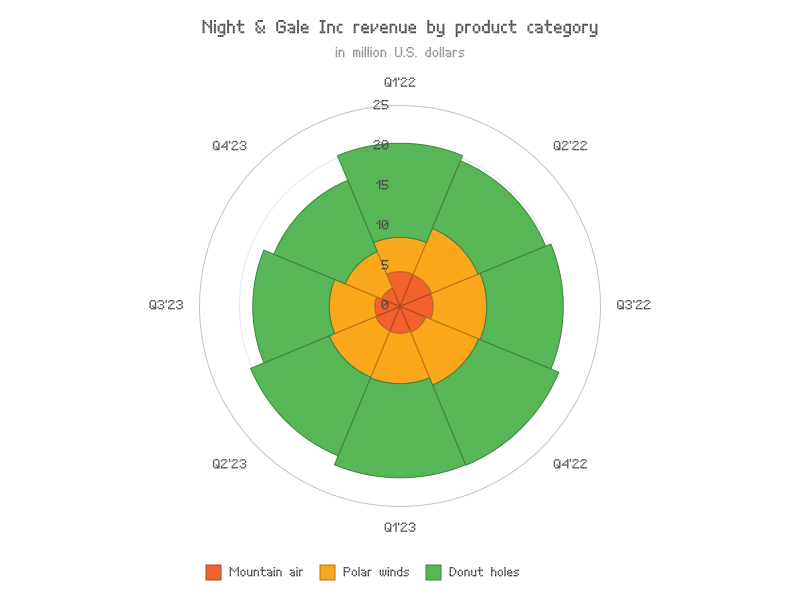 Night & Gale Inc revenue by product category
in million U.S. dollars
Q1'22
25
Q4'23
20
Q2'22
15
10
5
Q3'23
0
Q3'22
Q2'23
Q4'22
Q1'23
Mountain air
Polar winds
Donut holes